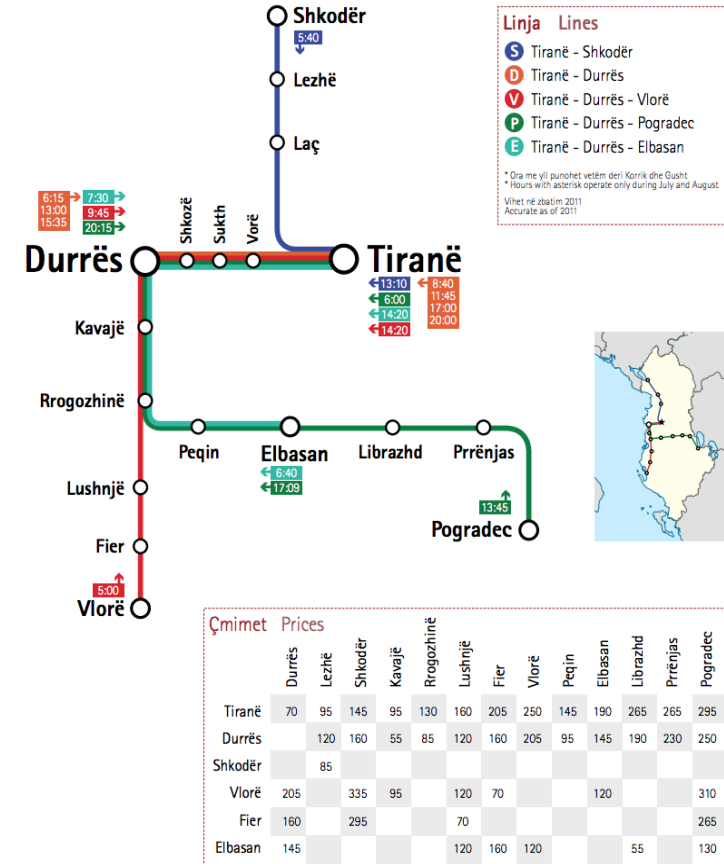 Shkodër
5:40
Lezhë
Laç
Linja Lines
S Tiranë - Shkodër
D Tiranë - Durrës
V Tiranë - Durrës - Vlorë
P Tiranë - Durrës - Pogradec
E Tiranë - Durrës - Elbasan
* Ora me yll punohet vetëm deri Korrik dhe Gusht
* Hours with asterisk operate only during July and August
Vihet në zbatim 2011
Accurate as of 2011
6:15 7:30
13:00 9:45
15:35 20:15
Shkozë
Sukth
Vorë
Durrës
Tiranë
13:10 8:40
6:00 11:45
14:20 17:00
14:20 20:00
Kavajë
Rrogozhinë
Peqin
Elbasan
6:40
17:09
Librazhd
Prrënjas
13:45
Pogradec
Lushnjë
Fier
5:00
Vlorë
Çmimet Prices
Durrës Lezhë Shkodër Kavajë Rrogozhinë Lushnjë Fier Vlorë Peqin Elbasan Librazhd Prrënjas Pogradec
Tiranë 70 95 145 95 130 160 205 250 145 190 265 265 295
Durrës 120 160 55 85 120 160 205 95 145 190 230 250
Shkodër 85
Vlorë 205 335 95 120 70 120 310
Fier 160 295 70 265
Elbasan 145 120 160 120 55 130